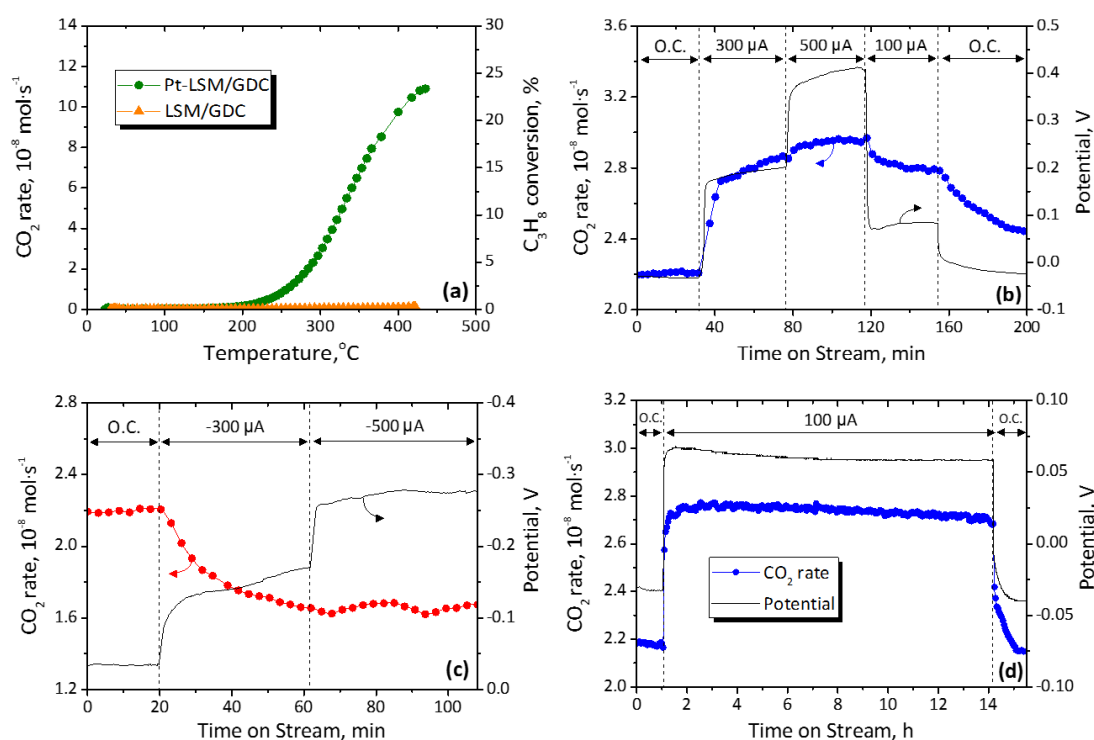 14
12
10
8
6
4
2
0
30
25
20
15
10
5
0
0 100 200 300 400 500
CO₂ rate, 10⁻⁸ mol·s⁻¹
C₃H₈ conversion, %
Temperature,°C
Pt-LSM/GDC
LSM/GDC
(a)
3.6
3.2
2.8
2.4
2.0
0.5
0.4
0.3
0.2
0.1
0.0
-0.1
0 40 80 120 160 200
CO₂ rate, 10⁻⁸ mol·s⁻¹
Potential, V
Time on Stream, min
O.C. 300 µA 500 µA 100 µA O.C.
(b)
2.8
2.4
2.0
1.6
1.2
-0.4
-0.3
-0.2
-0.1
0.0
0 20 40 60 80 100
CO₂ rate, 10⁻⁸ mol·s⁻¹
Potential, V
Time on Stream, min
O.C. -300 µA -500 µA
(c)
3.2
3.0
2.8
2.6
2.4
2.2
2.0
0.10
0.05
0.00
-0.05
-0.10
0 2 4 6 8 10 12 14
CO₂ rate, 10⁻⁸ mol·s⁻¹
Potential, V
Time on Stream, h
O.C. 100 µA O.C.
CO₂ rate
Potential
(d)